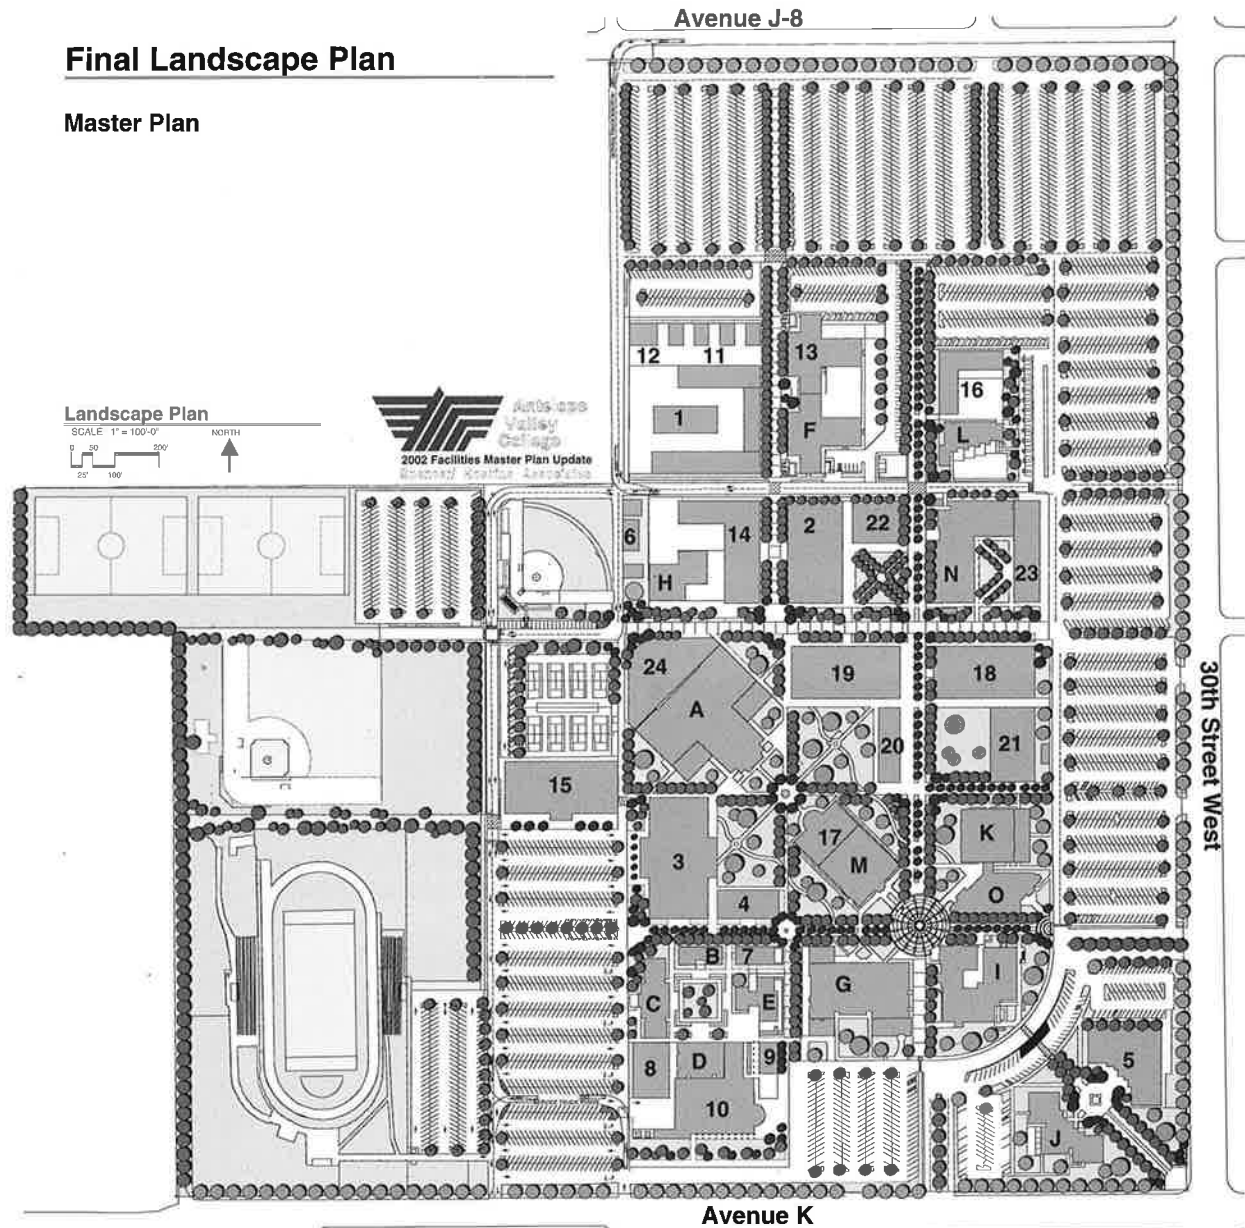 Avenue J-8
Final Landscape Plan
Master Plan
Landscape Plan
SCALE 1" = 100'-0"
NORTH
0 50 200'
25' 100'
Antelope
Valley
College
2002 Facilities Master Plan Update
12 11 13 16
1 F L
6 14 2 22
H N 23
24 19 18
A 20 21
15
17 K
3 M
4 O
B 7
C E G I
8 D 9 5
10 J
30th Street West
Avenue K